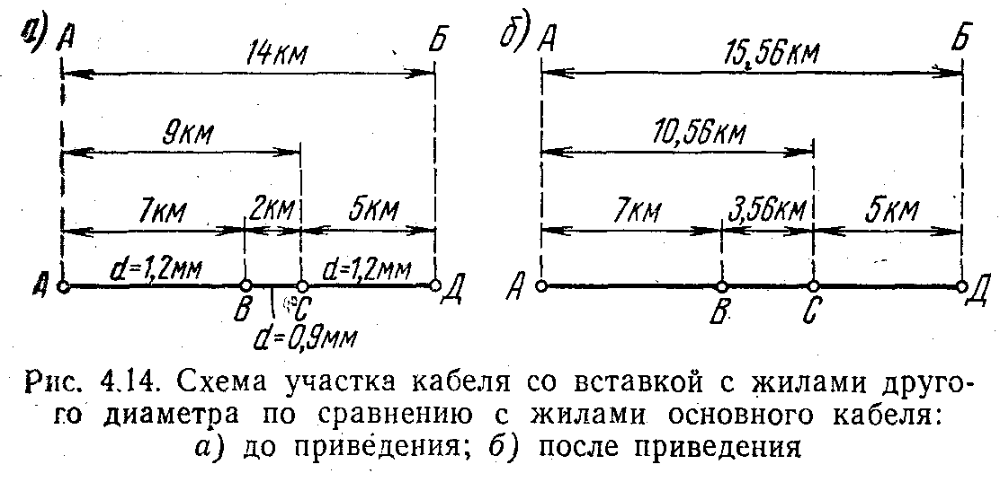 а) А Б б) А Б
14км 15,56км
9км 10,56км
7км 2км 5км 7км 3,56км 5км
d=1,2мм d=1,2мм
А В С Д А В С Д
d=0,9мм
Рис. 4.14. Схема участка кабеля со вставкой с жилами друго-
го диаметра по сравнению с жилами основного кабеля:
а) до приведения; б) после приведения